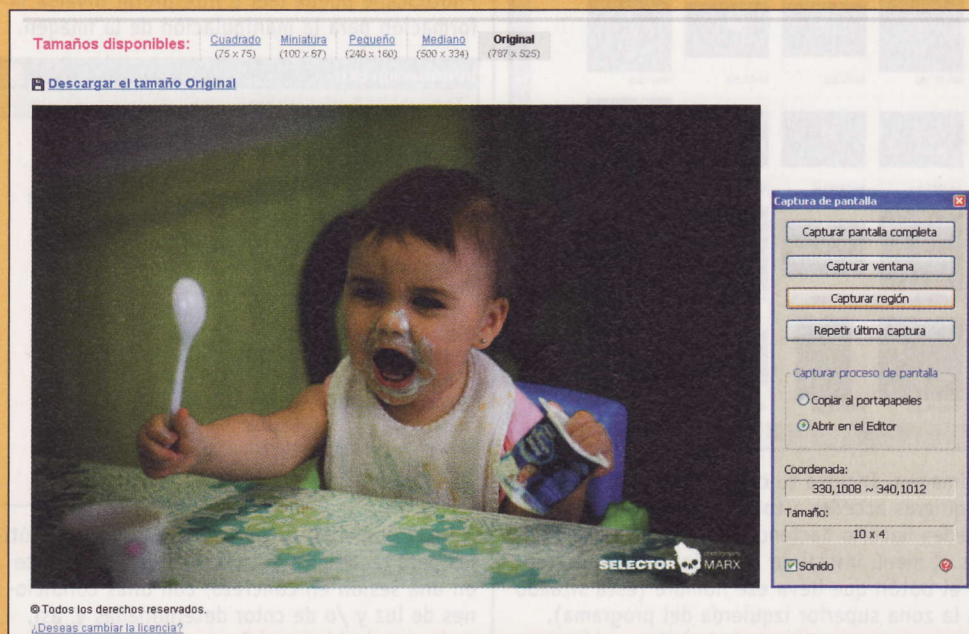 Tamaños disponibles:
Cuadrado
(75 x 75)
Miniatura
(100 x 67)
Pequeño
(240 x 160)
Mediano
(500 x 334)
Original
(787 x 525)
Descargar el tamaño Original
SELECTOR MARX
Captura de pantalla
Capturar pantalla completa
Capturar ventana
Capturar región
Repetir última captura
Capturar proceso de pantalla
Copiar al portapapeles
Abrir en el Editor
Coordenada:
330,1008 ~ 340,1012
Tamaño:
10 x 4
Sonido
© Todos los derechos reservados.
¿Deseas cambiar la licencia?